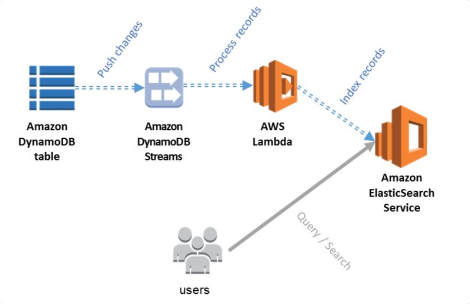 Push changes
Process records
Index records
Amazon
DynamoDB
table
Amazon
DynamoDB
Streams
AWS
Lambda
Amazon
ElasticSearch
Service
Query / Search
users